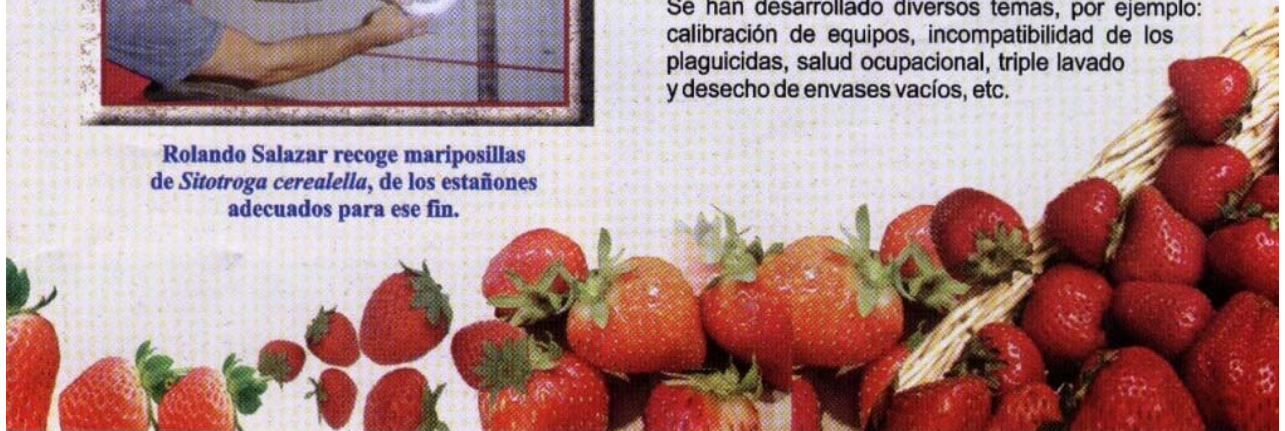 Se han desarrollado diversos temas, por ejemplo:
calibración de equipos, incompatibilidad de los
plaguicidas, salud ocupacional, triple lavado
y desecho de envases vacíos, etc.
Rolando Salazar recoge mariposillas
de Sitotroga cerealella, de los estañones
adecuados para ese fin.